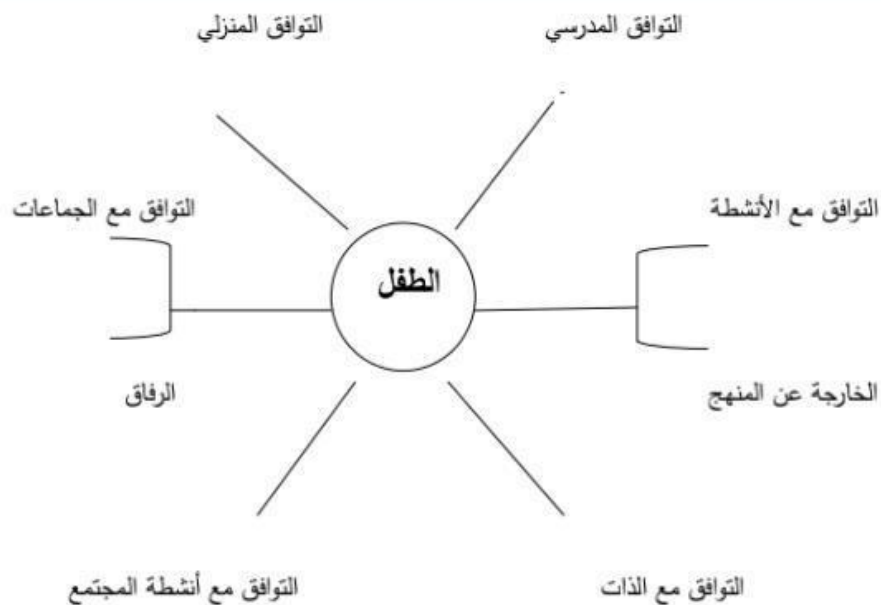 التوافق المدرسي
التوافق المنزلي
التوافق مع الأنشطة
التوافق مع الجماعات
الطفل
الخارجة عن المنهج
الرفاق
التوافق مع الذات
التوافق مع أنشطة المجتمع